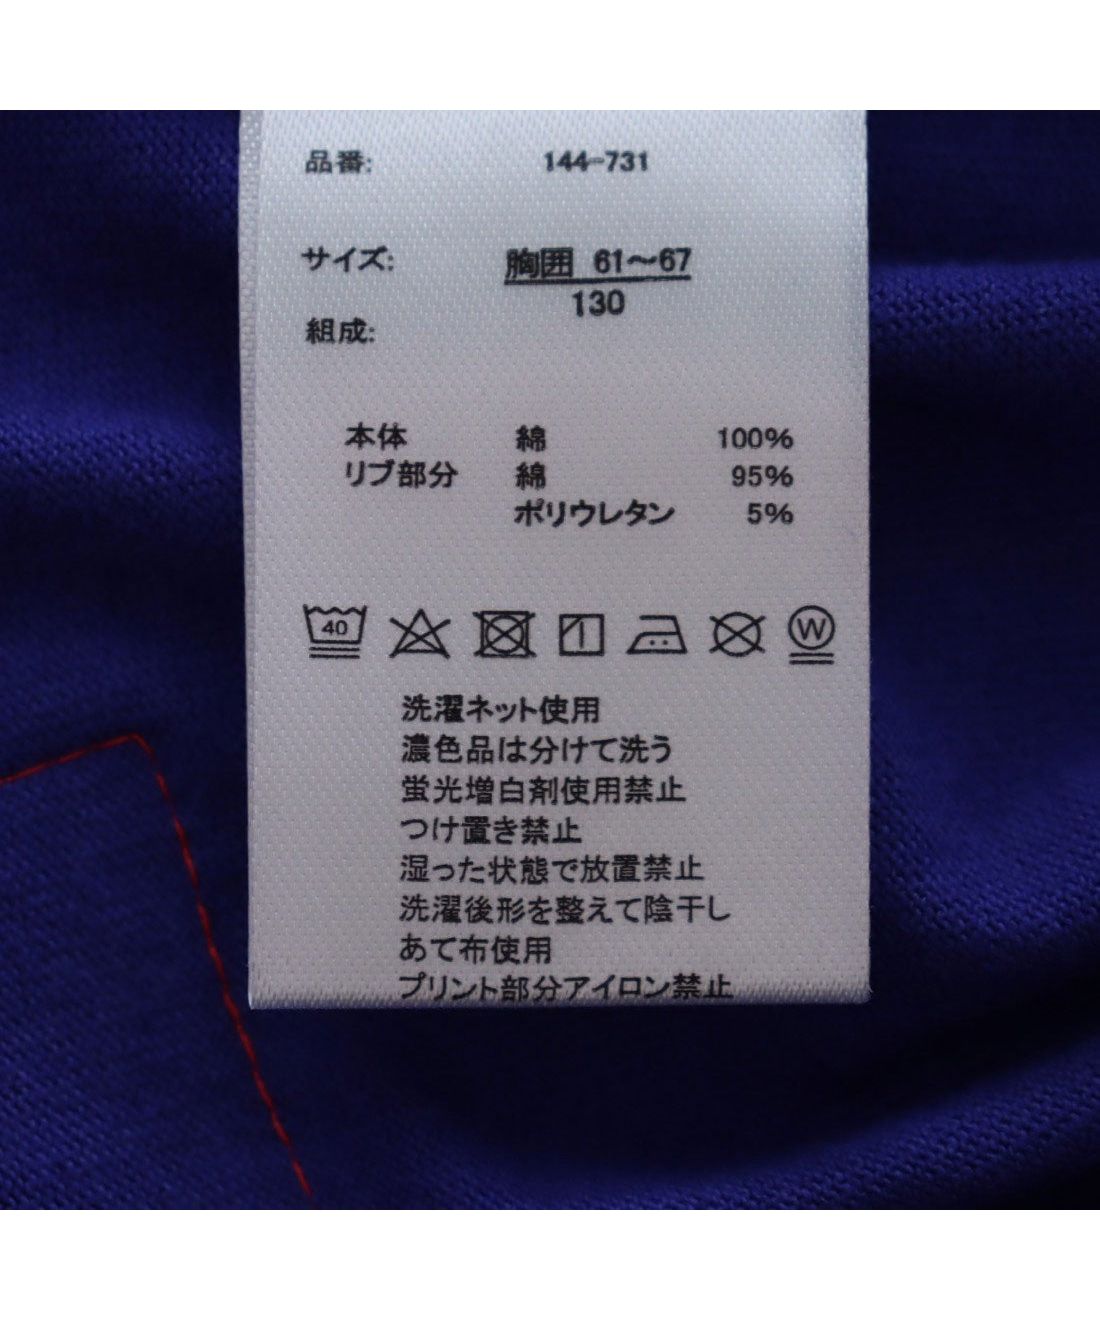 品番: 144-731
サイズ: 胸囲 61～67
130
組成:
本体 綿 100%
リブ部分 綿 95%
ポリウレタン 5%
40 W
洗濯ネット使用
濃色品は分けて洗う
蛍光増白剤使用禁止
つけ置き禁止
湿った状態で放置禁止
洗濯後形を整えて陰干し
あて布使用
プリント部分アイロン禁止